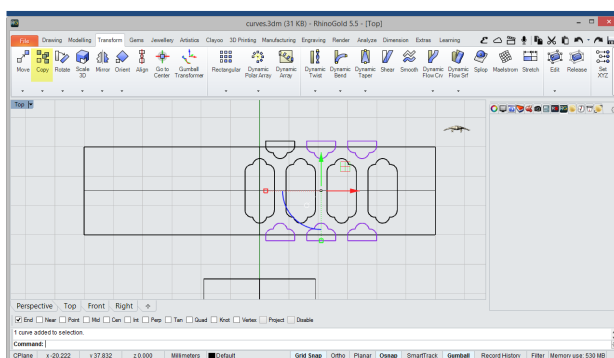 curves.3dm (31 KB) - RhinoGold 5.5 - [Top]
File Drawing Modelling Transform Gems Jewellery Artistics Clayoo 3D Printing Manufacturing Engraving Render Analyze Dimension Extras Learning
Move Copy Rotate Scale 3D Mirror Orient Align Go to Center Gumball Transformer Rectangular Dynamic Polar Array Dynamic Array Dynamic Twist Dynamic Bend Dynamic Taper Shear Smooth Dynamic Flow Crv Dynamic Flow Srf Splop Maelstrom Stretch Edit Release Set XYZ
Top
Perspective Top Front Right
End Near Point Mid Cen Int Perp Tan Quad Knot Vertex Project Disable
1 curve added to selection.
Command:
CPlane x -20.222 y 37.832 z 0.000 Millimeters Default Grid Snap Ortho Planar Osnap SmartTrack Gumball Record History Filter Memory use: 530 MB